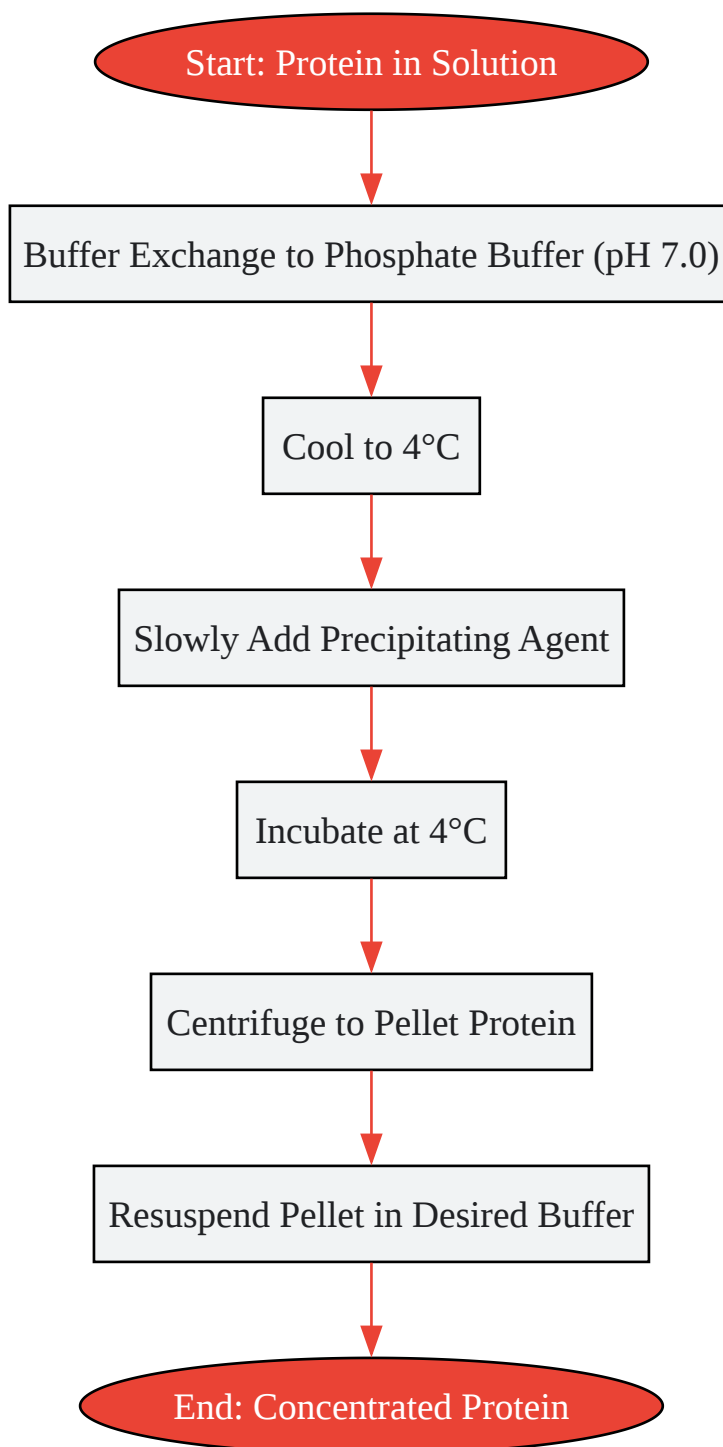 Start: Protein in Solution
Buffer Exchange to Phosphate Buffer (pH 7.0)
Cool to 4°C
Slowly Add Precipitating Agent
Incubate at 4°C
Centrifuge to Pellet Protein
Resuspend Pellet in Desired Buffer
End: Concentrated Protein